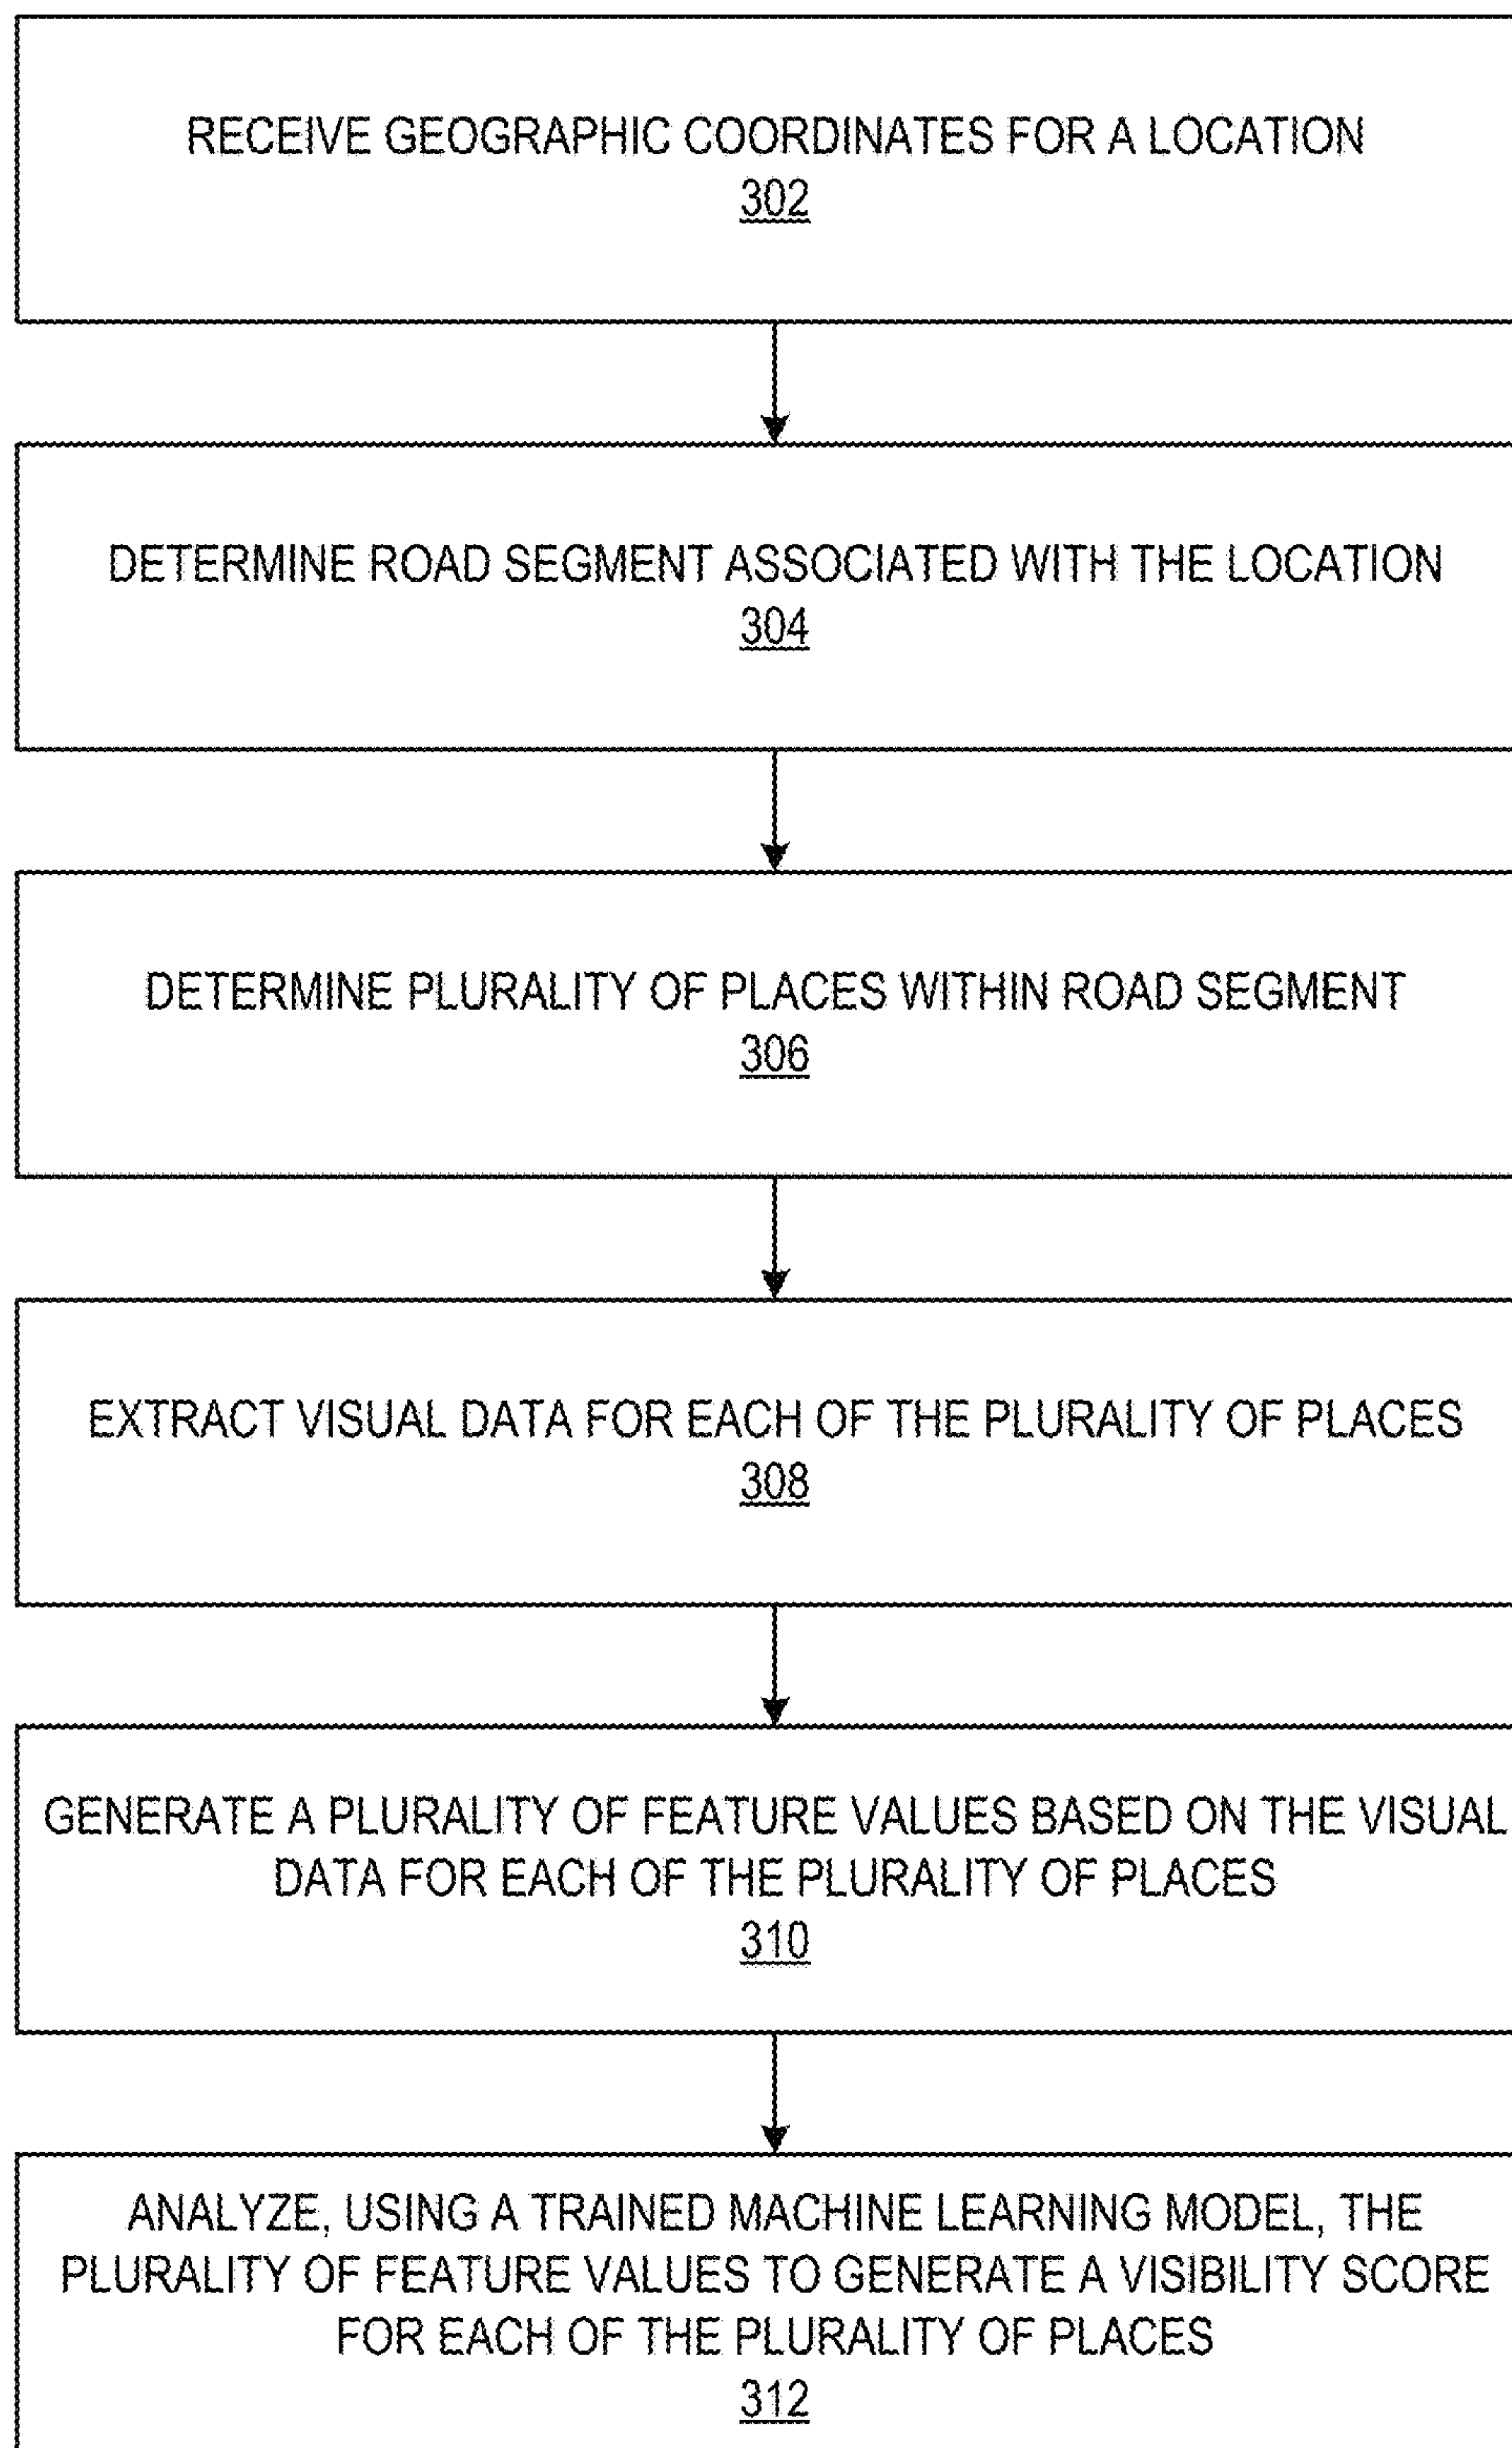 RECEIVE GEOGRAPHIC COORDINATES FOR A LOCATION
302
DETERMINE ROAD SEGMENT ASSOCIATED WITH THE LOCATION
304
DETERMINE PLURALITY OF PLACES WITHIN ROAD SEGMENT
306
EXTRACT VISUAL DATA FOR EACH OF THE PLURALITY OF PLACES
308
GENERATE A PLURALITY OF FEATURE VALUES BASED ON THE VISUAL
DATA FOR EACH OF THE PLURALITY OF PLACES
310
ANALYZE, USING A TRAINED MACHINE LEARNING MODEL, THE
PLURALITY OF FEATURE VALUES TO GENERATE A VISIBILITY SCORE
FOR EACH OF THE PLURALITY OF PLACES
312